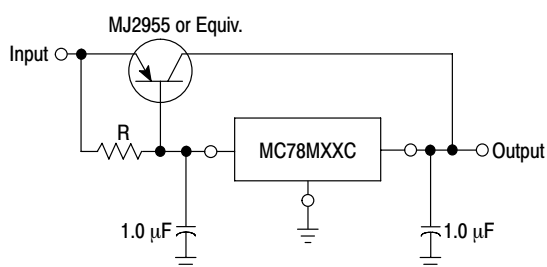 MJ2955 or Equiv.
Input
R
MC78MXXC
Output
1.0 μF
1.0 μF